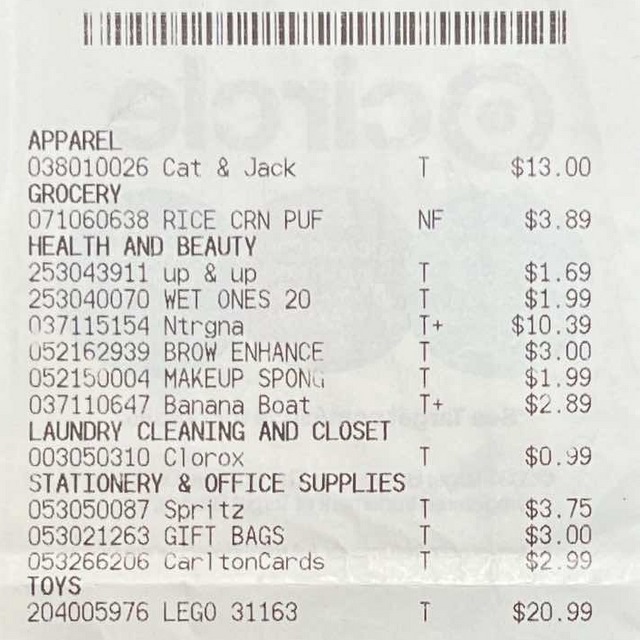 APPAREL
038010026 Cat & Jack T $13.00
GROCERY
071060638 RICE CRN PUF NF $3.89
HEALTH AND BEAUTY
253043911 up & up T $1.69
253040070 WET ONES 20 T $1.99
037115154 Ntrgna T+ $10.39
052162939 BROW ENHANCE T $3.00
052150004 MAKEUP SPONG T $1.99
037110647 Banana Boat T+ $2.89
LAUNDRY CLEANING AND CLOSET
003050310 Clorox T $0.99
STATIONERY & OFFICE SUPPLIES
053050087 Spritz T $3.75
053021263 GIFT BAGS T $3.00
053266206 CarltonCards T $2.99
TOYS
204005976 LEGO 31163 T $20.99